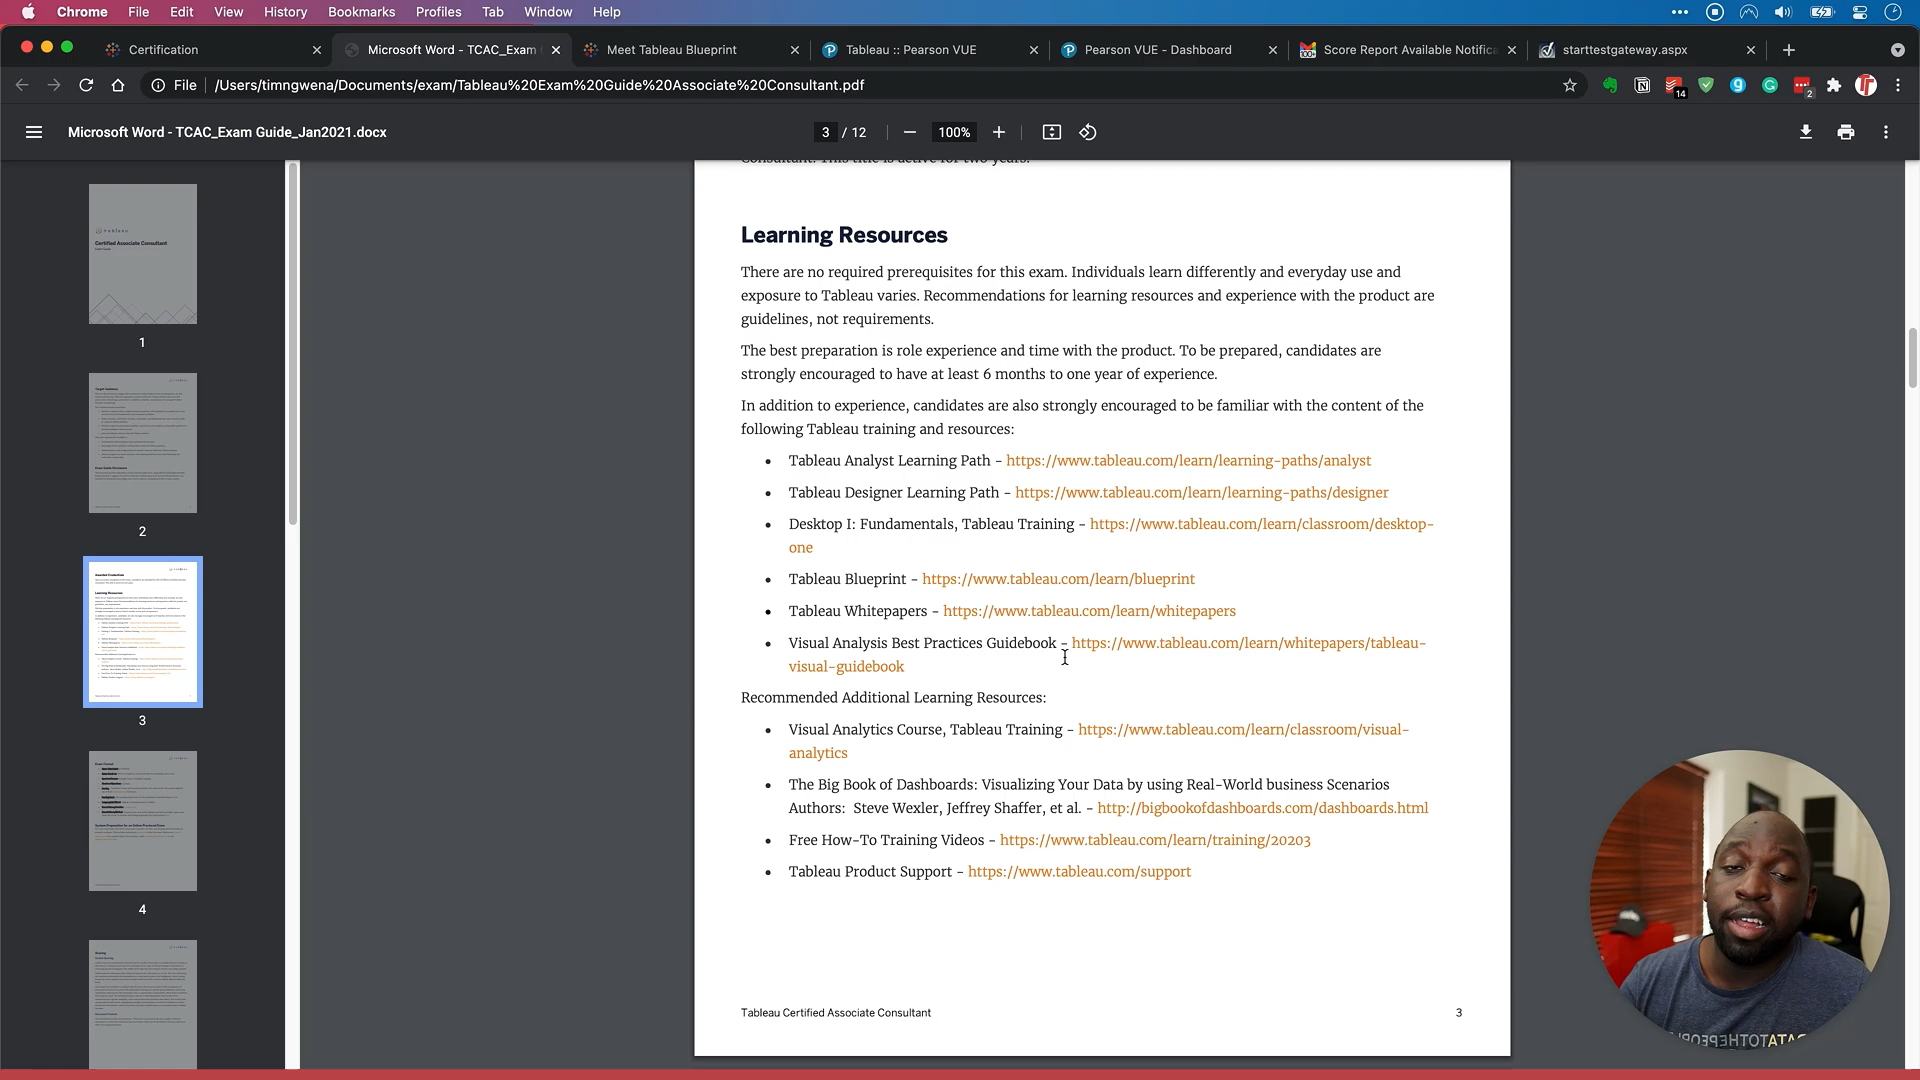 Chrome File Edit View History Bookmarks Profiles Tab Window Help
Certification
Microsoft Word - TCAC_Exam
Meet Tableau Blueprint
Tableau :: Pearson VUE
Pearson VUE - Dashboard
Score Report Available Notifica
starttestgateway.aspx
File /Users/timngwena/Documents/exam/Tableau%20Exam%20Guide%20Associate%20Consultant.pdf
14
2
Microsoft Word - TCAC_Exam Guide_Jan2021.docx
3 / 12
100%
Consultant. This title is active for two years.
Learning Resources
There are no required prerequisites for this exam. Individuals learn differently and everyday use and
exposure to Tableau varies. Recommendations for learning resources and experience with the product are
guidelines, not requirements.
The best preparation is role experience and time with the product. To be prepared, candidates are
strongly encouraged to have at least 6 months to one year of experience.
In addition to experience, candidates are also strongly encouraged to be familiar with the content of the
following Tableau training and resources:
• Tableau Analyst Learning Path - https://www.tableau.com/learn/learning-paths/analyst
• Tableau Designer Learning Path - https://www.tableau.com/learn/learning-paths/designer
• Desktop I: Fundamentals, Tableau Training - https://www.tableau.com/learn/classroom/desktop-
one
• Tableau Blueprint - https://www.tableau.com/learn/blueprint
• Tableau Whitepapers - https://www.tableau.com/learn/whitepapers
• Visual Analysis Best Practices Guidebook - https://www.tableau.com/learn/whitepapers/tableau-
visual-guidebook
Recommended Additional Learning Resources:
• Visual Analytics Course, Tableau Training - https://www.tableau.com/learn/classroom/visual-
analytics
• The Big Book of Dashboards: Visualizing Your Data by using Real-World business Scenarios
Authors: Steve Wexler, Jeffrey Shaffer, et al. - http://bigbookofdashboards.com/dashboards.html
• Free How-To Training Videos - https://www.tableau.com/learn/training/20203
• Tableau Product Support - https://www.tableau.com/support
Tableau Certified Associate Consultant
3
Certified Associate Consultant
1
2
3
4